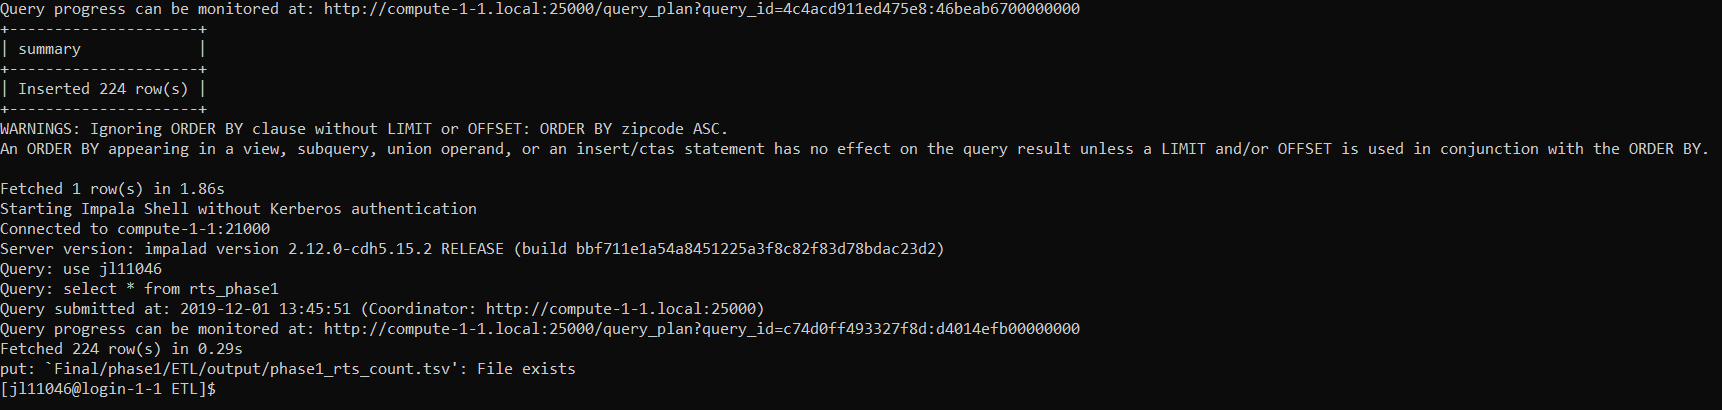 Query progress can be monitored at: http://compute-1-1.local:25000/query_plan?query_id=4c4acd911ed475e8:46beab6700000000
+---------------------+
| summary             |
+---------------------+
| Inserted 224 row(s) |
+---------------------+
WARNINGS: Ignoring ORDER BY clause without LIMIT or OFFSET: ORDER BY zipcode ASC.
An ORDER BY appearing in a view, subquery, union operand, or an insert/ctas statement has no effect on the query result unless a LIMIT and/or OFFSET is used in conjunction with the ORDER BY.
Fetched 1 row(s) in 1.86s
Starting Impala Shell without Kerberos authentication
Connected to compute-1-1:21000
Server version: impalad version 2.12.0-cdh5.15.2 RELEASE (build bbf711e1a54a8451225a3f8c82f83d78bdac23d2)
Query: use jl11046
Query: select * from rts_phase1
Query submitted at: 2019-12-01 13:45:51 (Coordinator: http://compute-1-1.local:25000)
Query progress can be monitored at: http://compute-1-1.local:25000/query_plan?query_id=c74d0ff493327f8d:d4014efb00000000
Fetched 224 row(s) in 0.29s
put: `Final/phase1/ETL/output/phase1_rts_count.tsv': File exists
[jl11046@login-1-1 ETL]$